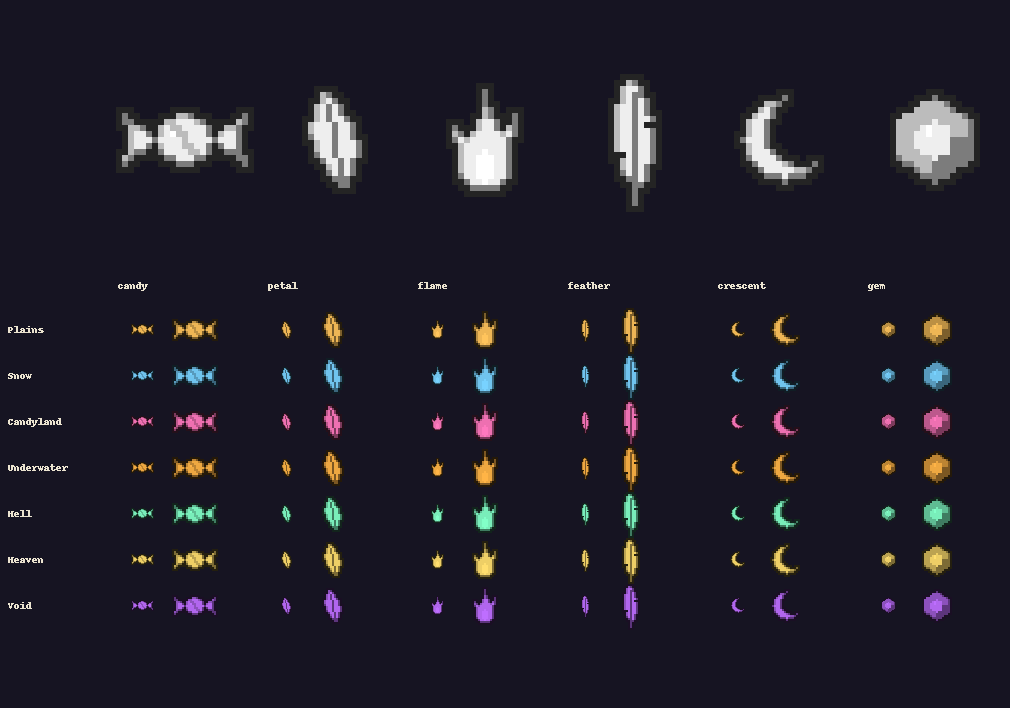 candy petal flame feather crescent gem
Plains
Snow
Candyland
Underwater
Hell
Heaven
Void